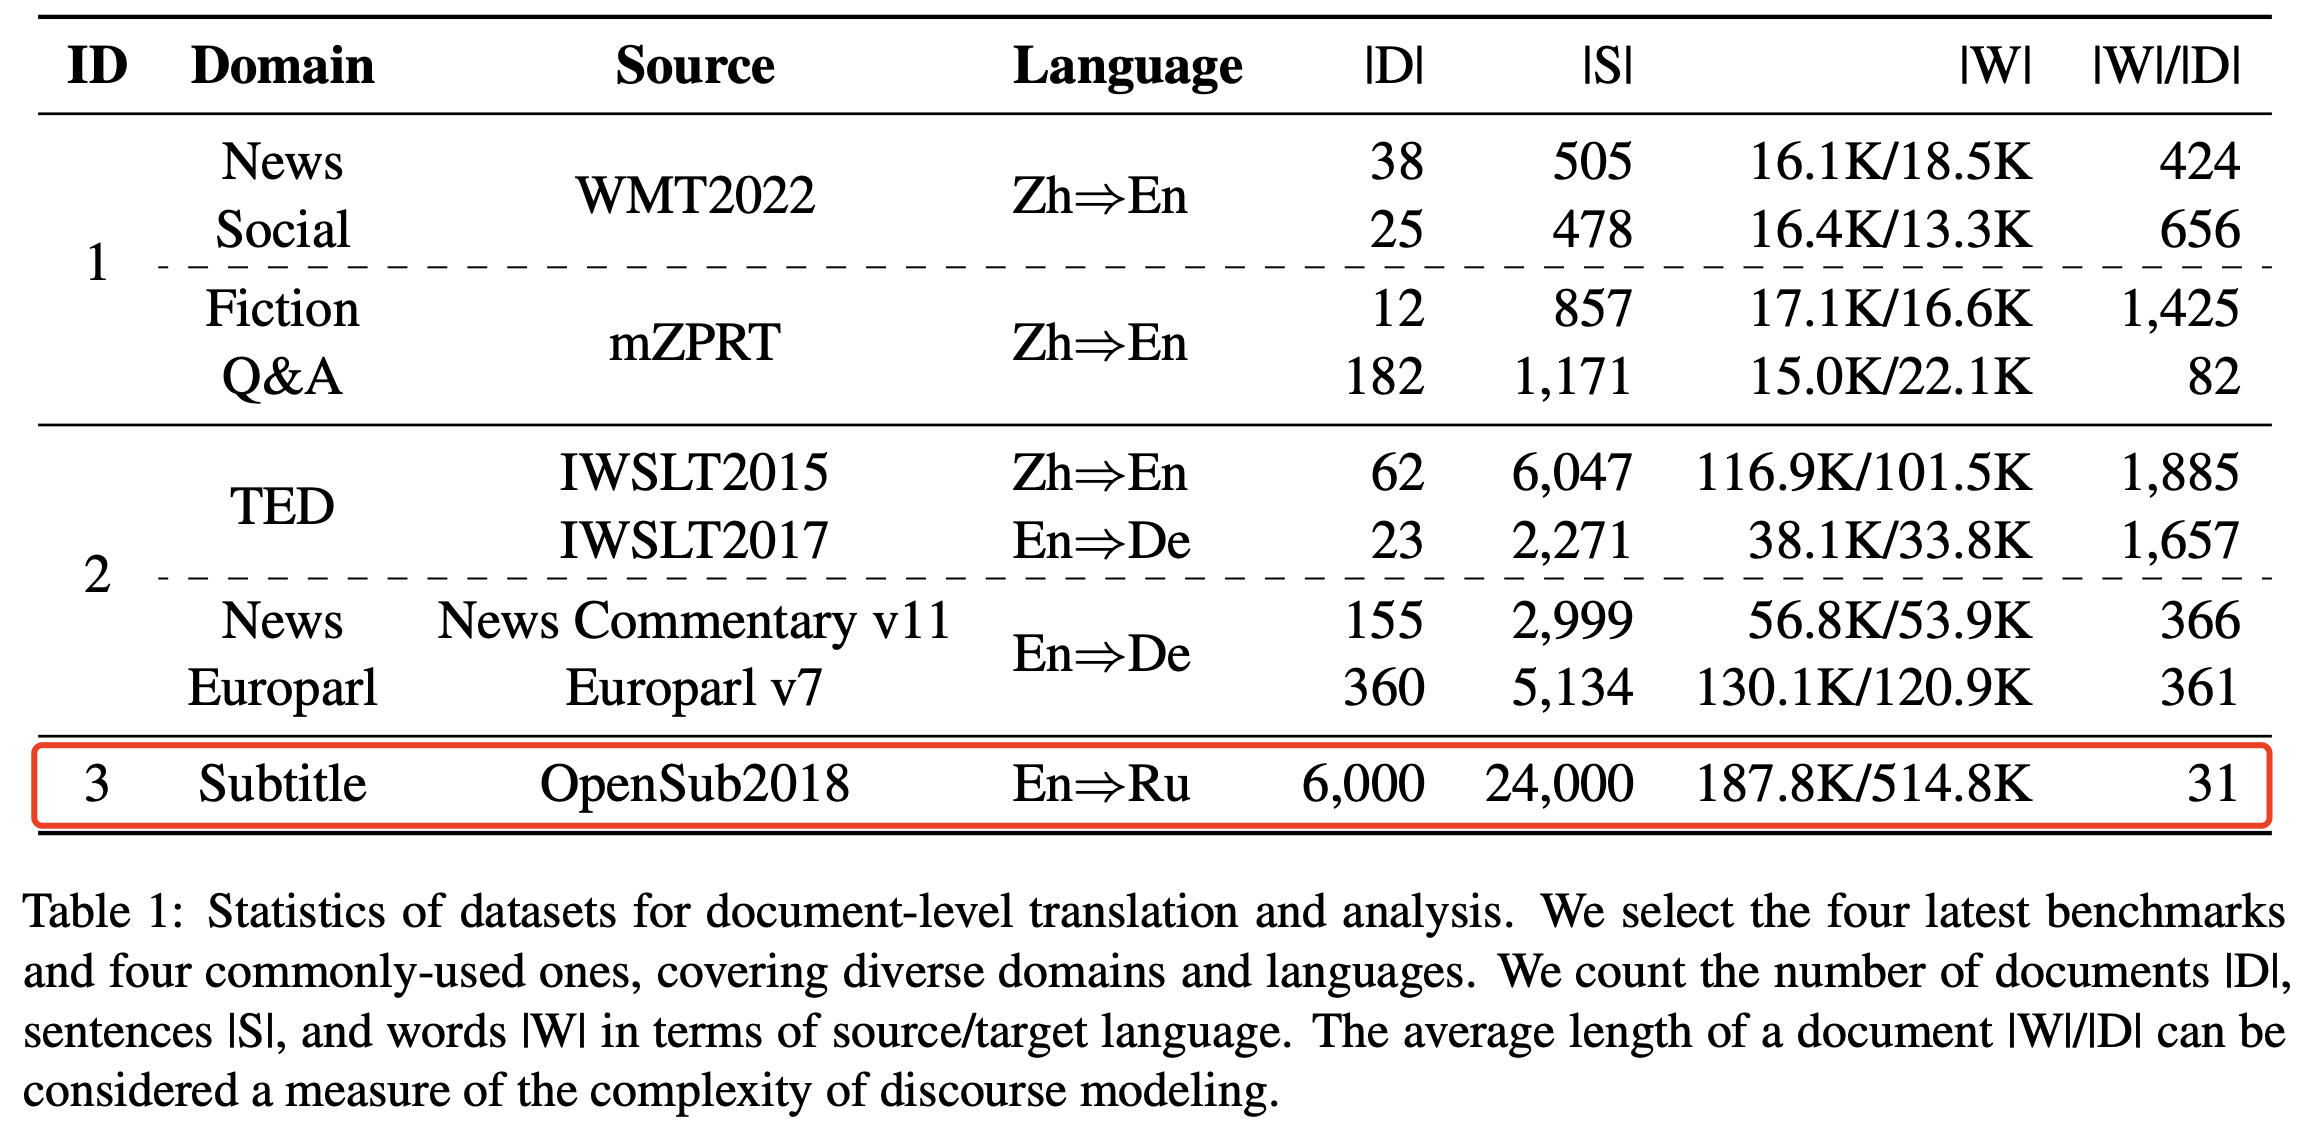 ID Domain Source Language |D| |S| |W| |W|/|D|
1
News WMT2022 Zh⇒En 38 505 16.1K/18.5K 424
Social 25 478 16.4K/13.3K 656
Fiction mZPRT Zh⇒En 12 857 17.1K/16.6K 1,425
Q&A 182 1,171 15.0K/22.1K 82
2
TED IWSLT2015 Zh⇒En 62 6,047 116.9K/101.5K 1,885
IWSLT2017 En⇒De 23 2,271 38.1K/33.8K 1,657
News News Commentary v11 En⇒De 155 2,999 56.8K/53.9K 366
Europarl Europarl v7 360 5,134 130.1K/120.9K 361
3 Subtitle OpenSub2018 En⇒Ru 6,000 24,000 187.8K/514.8K 31
Table 1: Statistics of datasets for document-level translation and analysis. We select the four latest benchmarks
and four commonly-used ones, covering diverse domains and languages. We count the number of documents |D|,
sentences |S|, and words |W| in terms of source/target language. The average length of a document |W|/|D| can be
considered a measure of the complexity of discourse modeling.